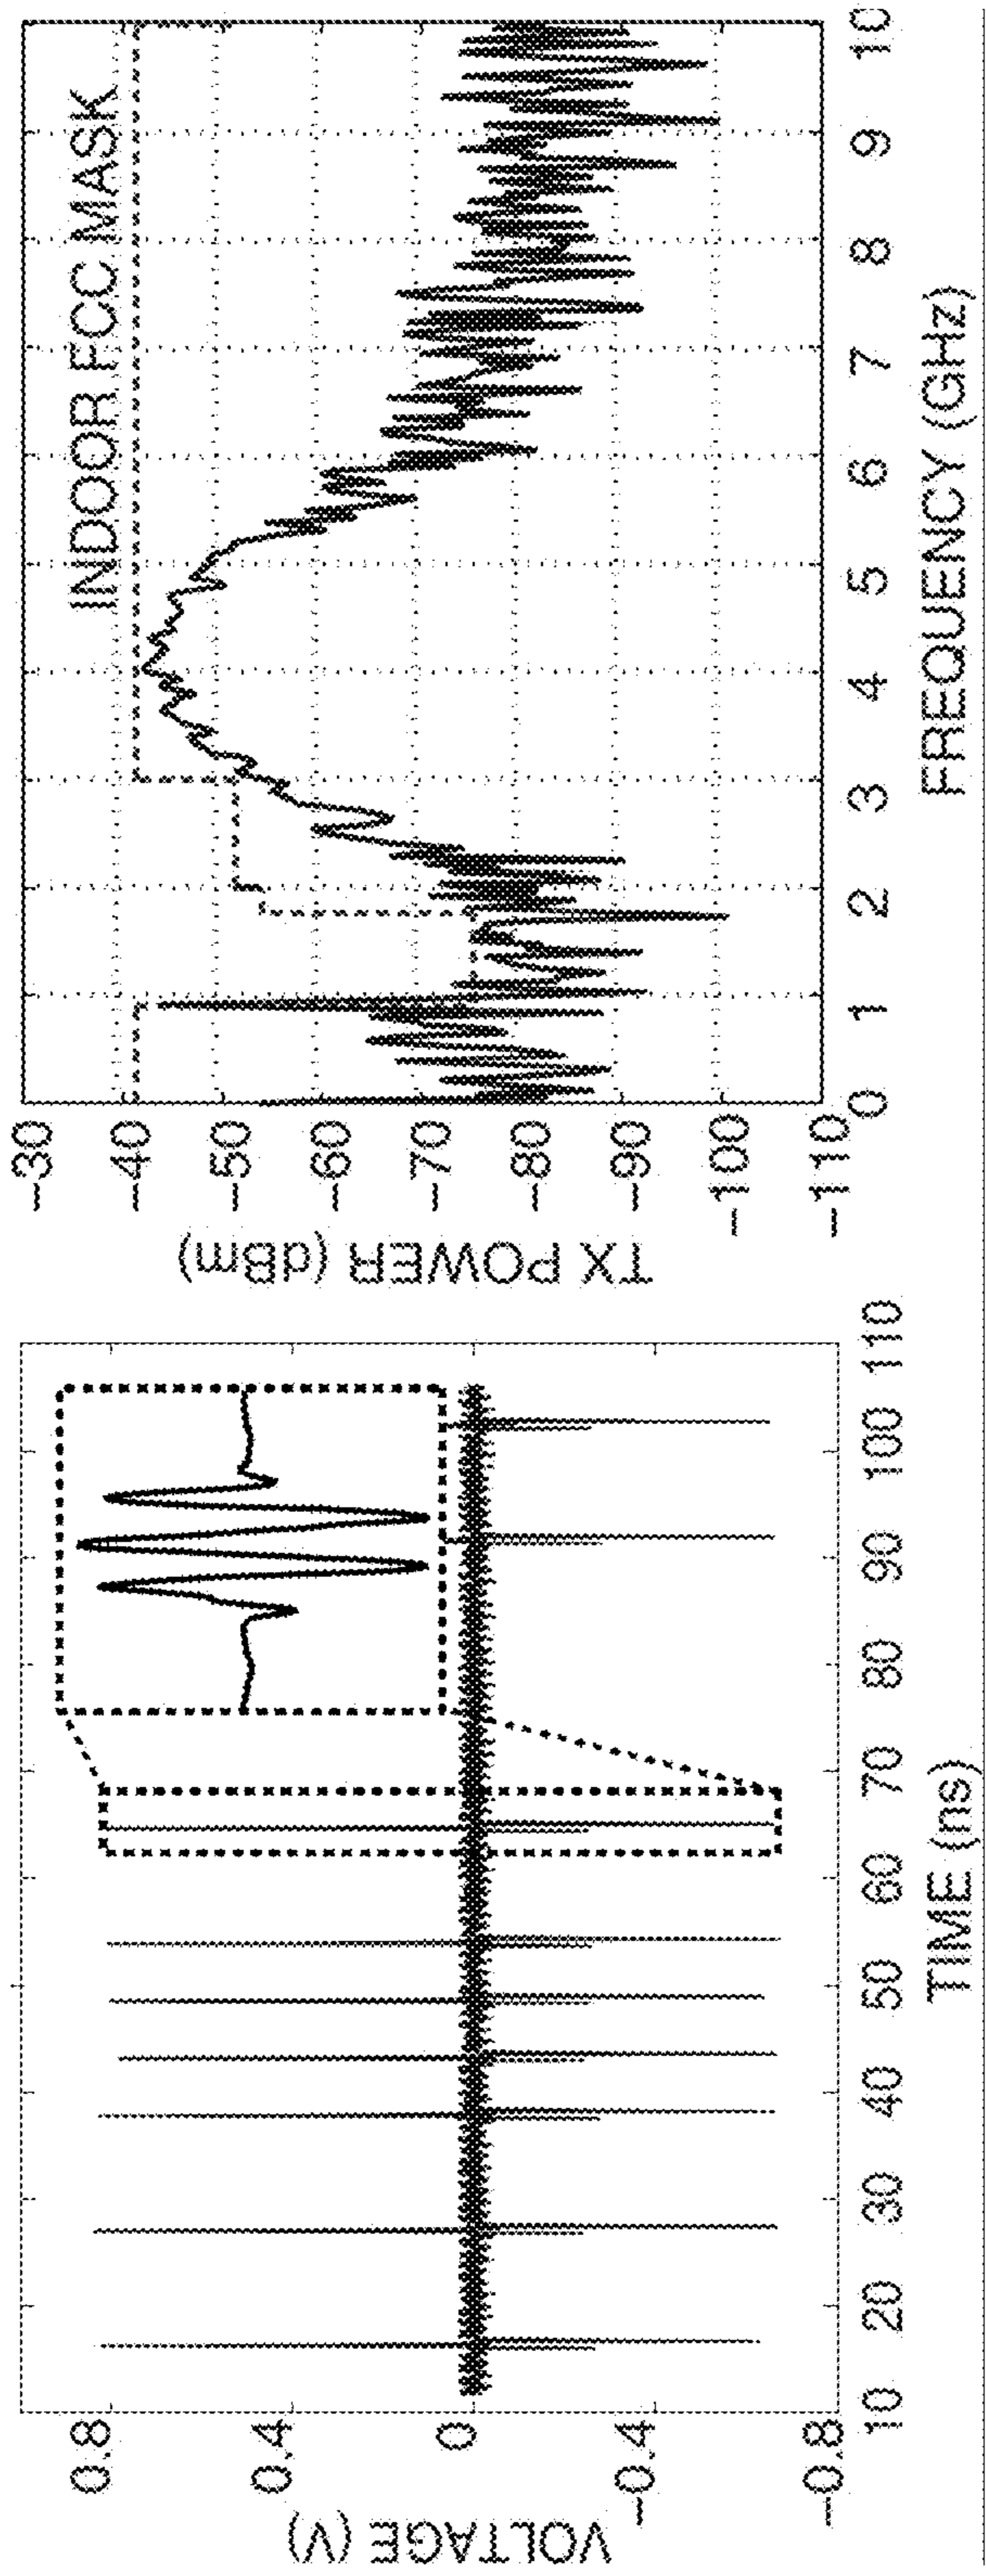 VOLTAGE (V)
0.8
0.4
0
-0.4
-0.8
10 20 30 40 50 60 70 80 90 100 110
TIME (ns)
TX POWER (dBm)
-30
-40
-50
-60
-70
-80
-90
-100
-110
INDOOR FCC MASK
0 1 2 3 4 5 6 7 8 9 10
FREQUENCY (GHz)